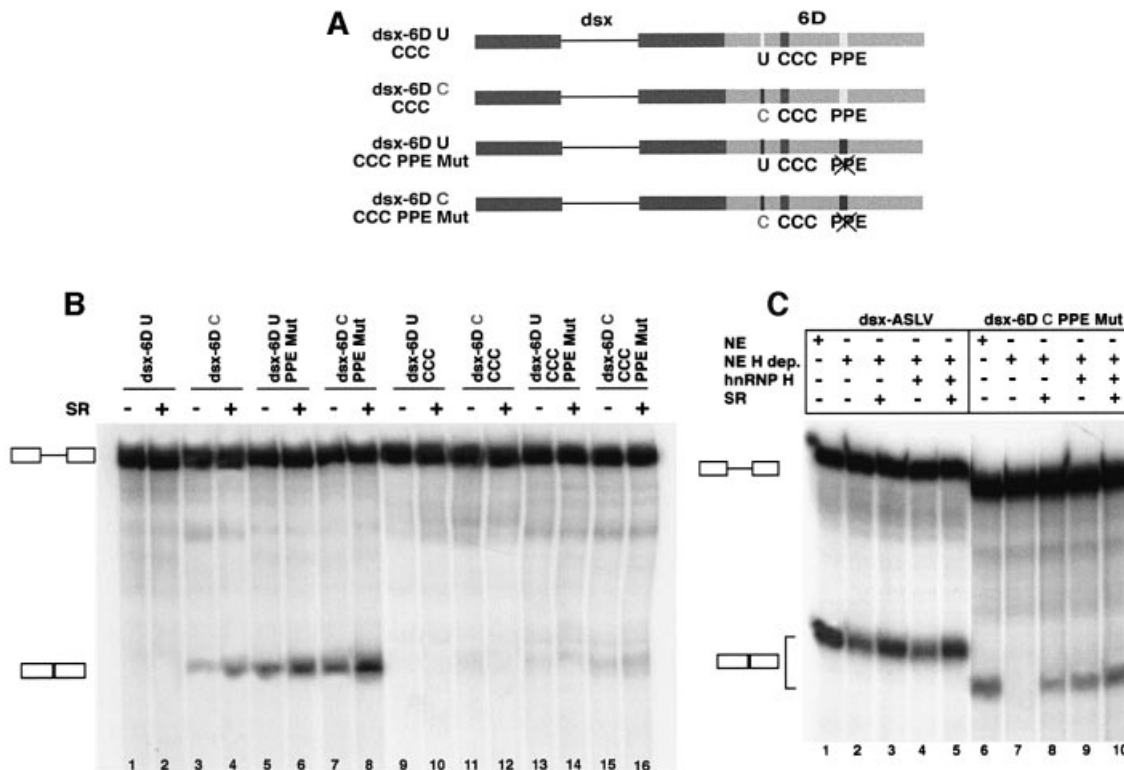 A
dsx 6D
dsx-6D U
CCC
U CCC PPE
dsx-6D C
CCC
C CCC PPE
dsx-6D U
CCC PPE Mut
U CCC PPE
dsx-6D C
CCC PPE Mut
C CCC PPE
B
dsx-6D U
dsx-6D C
dsx-6D U
PPE Mut
dsx-6D C
PPE Mut
dsx-6D U
CCC
dsx-6D C
CCC
dsx-6D U
CCC
PPE Mut
dsx-6D C
CCC
PPE Mut
SR - + - + - + - + - + - + - + - +
1 2 3 4 5 6 7 8 9 10 11 12 13 14 15 16
C
dsx-ASLV dsx-6D C PPE Mut
NE + - - - - + - - - -
NE H dep. - + + + + - + + + +
hnRNP H - - - + + - - - + +
SR - - + - + - - + - +
1 2 3 4 5 6 7 8 9 10